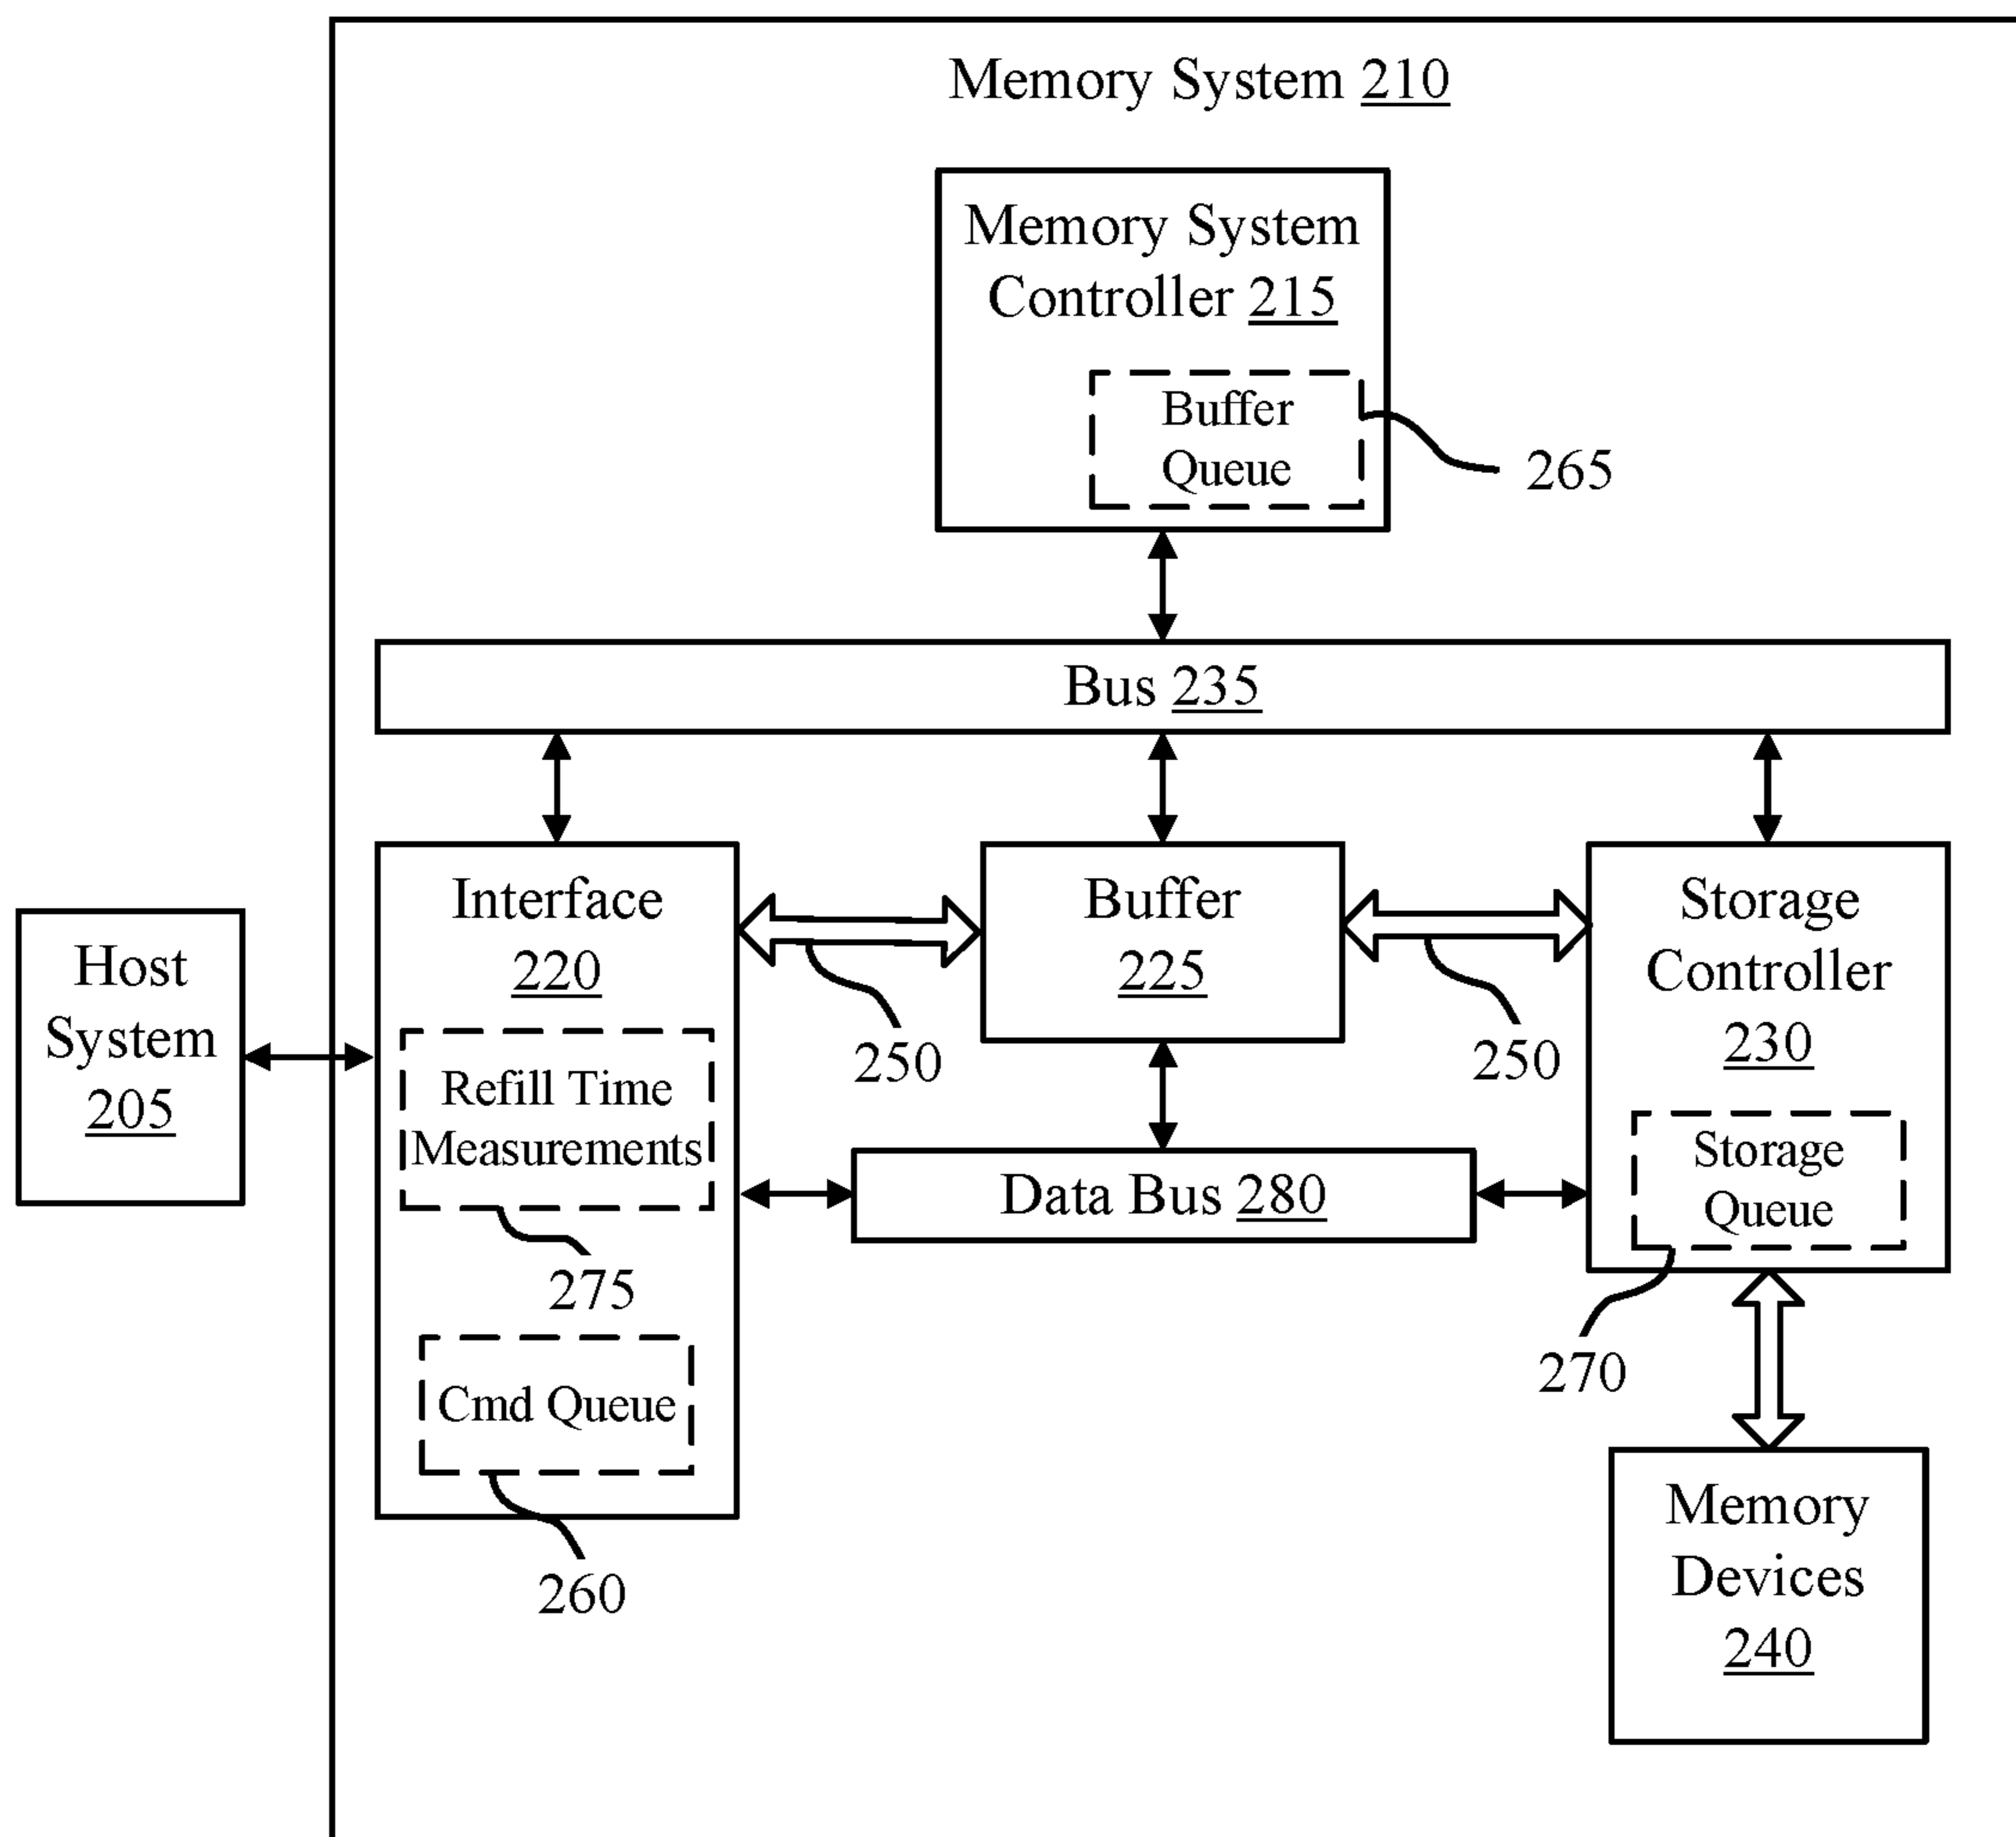 Memory System 210
Memory System
Controller 215
Buffer
Queue
265
Bus 235
Host
System
205
Interface
220
Refill Time
Measurements
275
Cmd Queue
260
250
Buffer
225
250
Data Bus 280
Storage
Controller
230
Storage
Queue
270
Memory
Devices
240